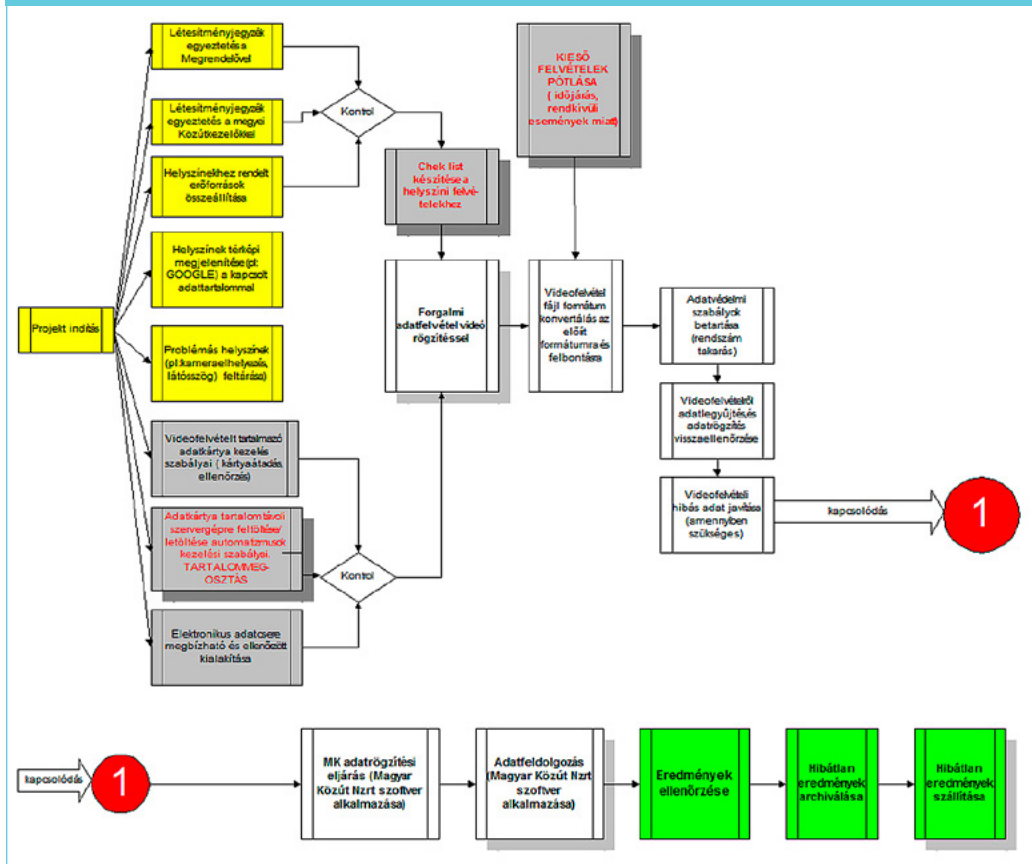 Létesítményjegyzék
egyeztetés a
Megrendelővel
Létesítményjegyzék
egyeztetés a megyei
Közútkezelőkkel
Helyszínekhez rendelt
erőforrások
összeállítása
Helyszínek térképi
megjelenítése(pl:
GOOGLE) a kapcsolt
adattartalommal
Projekt indítás
Problémás helyszínek
(pl:kameraelhelyezés,
látószög) feltárása)
Videofelvételt tartalmazó
adatkártya kezelés
szabályai ( kártyaátadás,
ellenőrzés)
Adatkártya tartalomtávoli
szervergépre feltöltése/
letöltése automatizmusok
kezelési szabályai.
TARTALOMMEG-
OSZTÁS
Elektronikus adatcsere
megbízható és ellenőrzött
kialakítása
Kontrol
Kontrol
Chek list
készítése a
helyszíni felvé-
telekhez
KIESŐ
FELVÉTELEK
PÓTLÁSA
( időjárás,
rendkívüli
események miatt)
Forgalmi
adatfelvétel videó
rögzítéssel
Videofelvétel
fájl formátum
konvertálás az
előírt
formátumra és
felbontásra
Adatvédelmi
szabályok
betartása
(rendszám
takarás)
Videofelvételről
adatlegyűjtés,és
adatrögzítés
visszaellenőrzése
Videofelvételi
hibás adat javítása
(amennyiben
szükséges)
kapcsolódás
1
kapcsolódás
1
MK adatrögzítési
eljárás (Magyar
Közút Nzrt szoftver
alkalmazása)
Adatfeldolgozás
(Magyar Közút Nzrt
szoftver
alkalmazása)
Eredmények
ellenőrzése
Hibátlan
eredmények
archiválása
Hibátlan
eredmények
szállítása